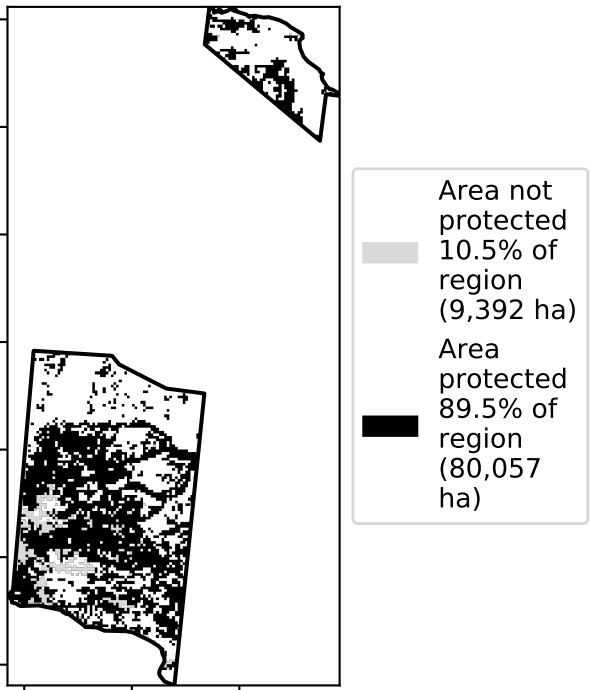 Area not
protected
10.5% of
region
(9,392 ha)
Area
protected
89.5% of
region
(80,057
ha)